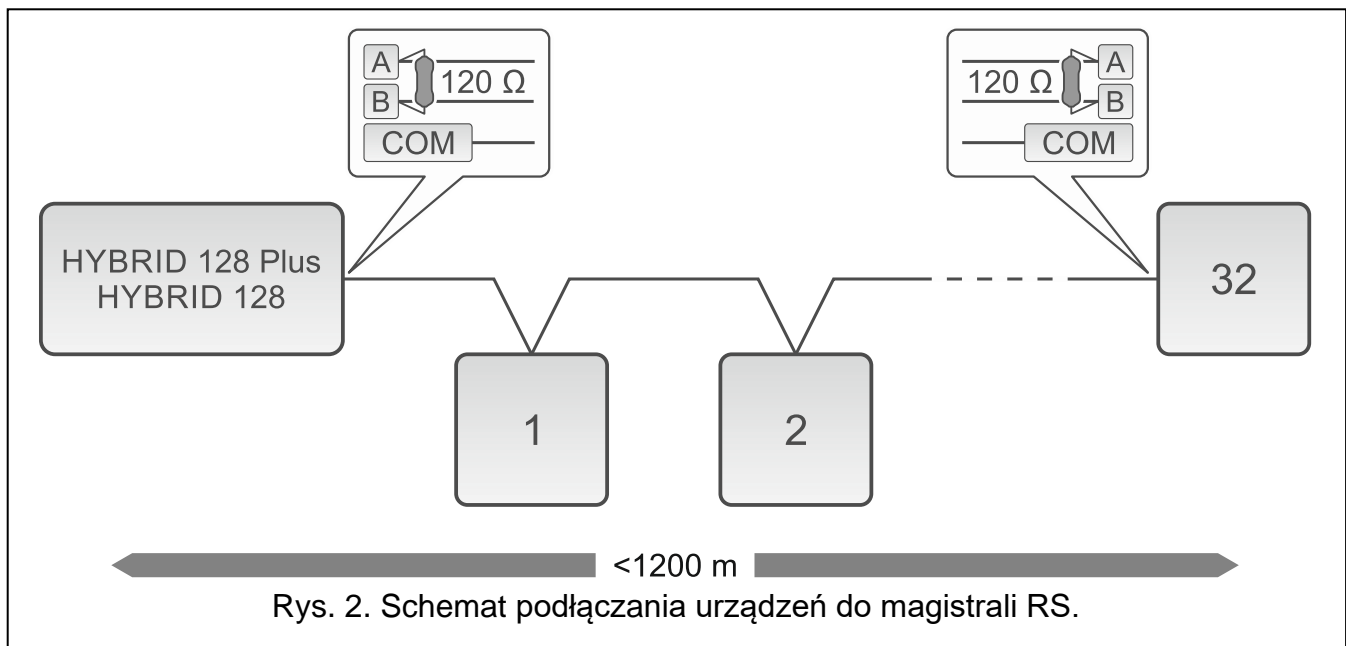 A
120 Ω
B
COM
120 Ω
A
B
COM
HYBRID 128 Plus
HYBRID 128
32
1
2
<1200 m
Rys. 2. Schemat podłączania urządzeń do magistrali RS.